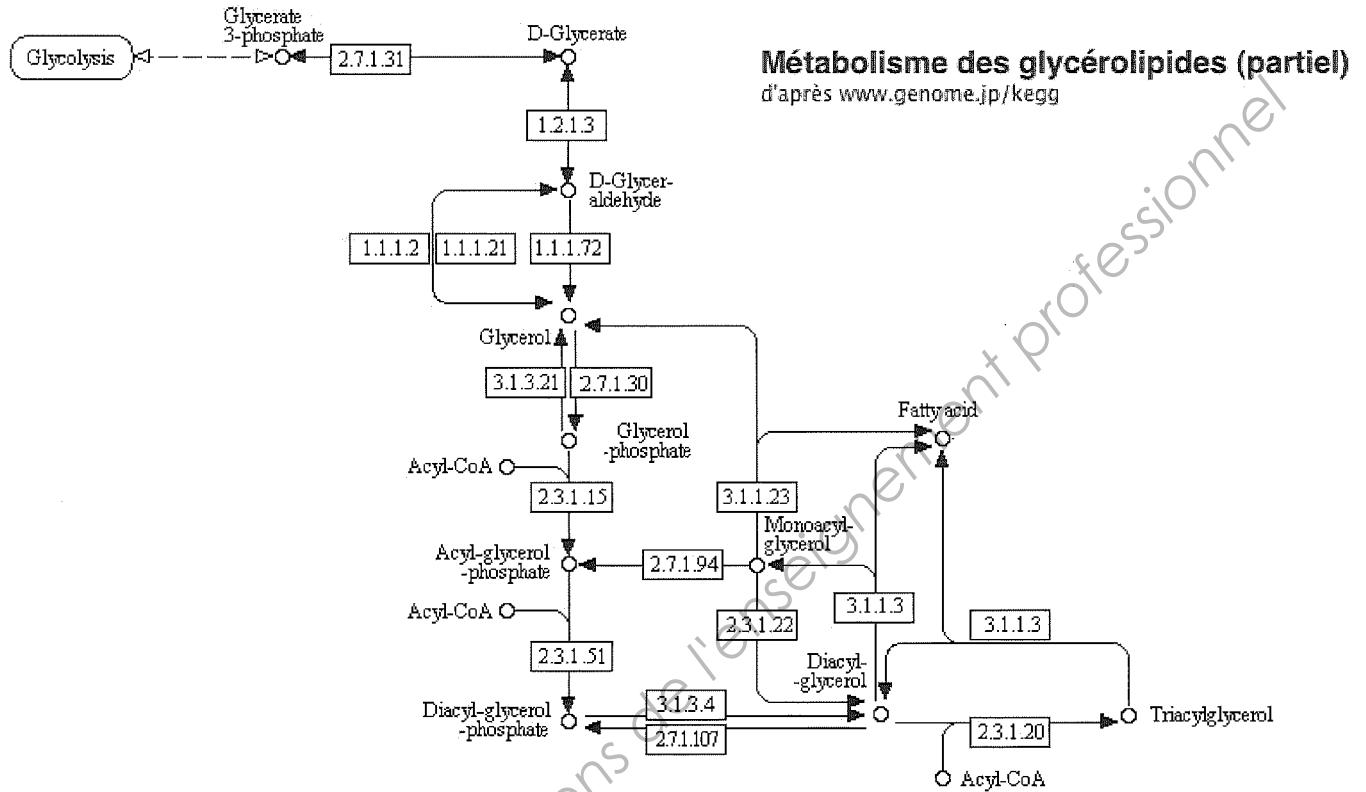 Glycerate
3-phosphate
D-Glycerate
Glycolysis
2.7.1.31
Métabolisme des glycérolipides (partiel)
d'après www.genome.jp/kegg
1.2.1.3
D-Glycer-
aldehyde
1.1.1.2
1.1.1.21
1.1.1.72
Glycerol
3.1.3.21
2.7.1.30
Glycerol
-phosphate
Fatty acid
Acyl-CoA
2.3.1.15
3.1.1.23
Monoacyl-
glycerol
Acyl-glycerol
-phosphate
2.7.1.94
Acyl-CoA
3.1.1.3
2.3.1.22
3.1.1.3
2.3.1.51
Diacyl-
-glycerol
Diacyl-glycerol
-phosphate
3.1.3.4
2.7.1.107
2.3.1.20
Triacylglycerol
Acyl-CoA
ens de l'enseignement professionnel